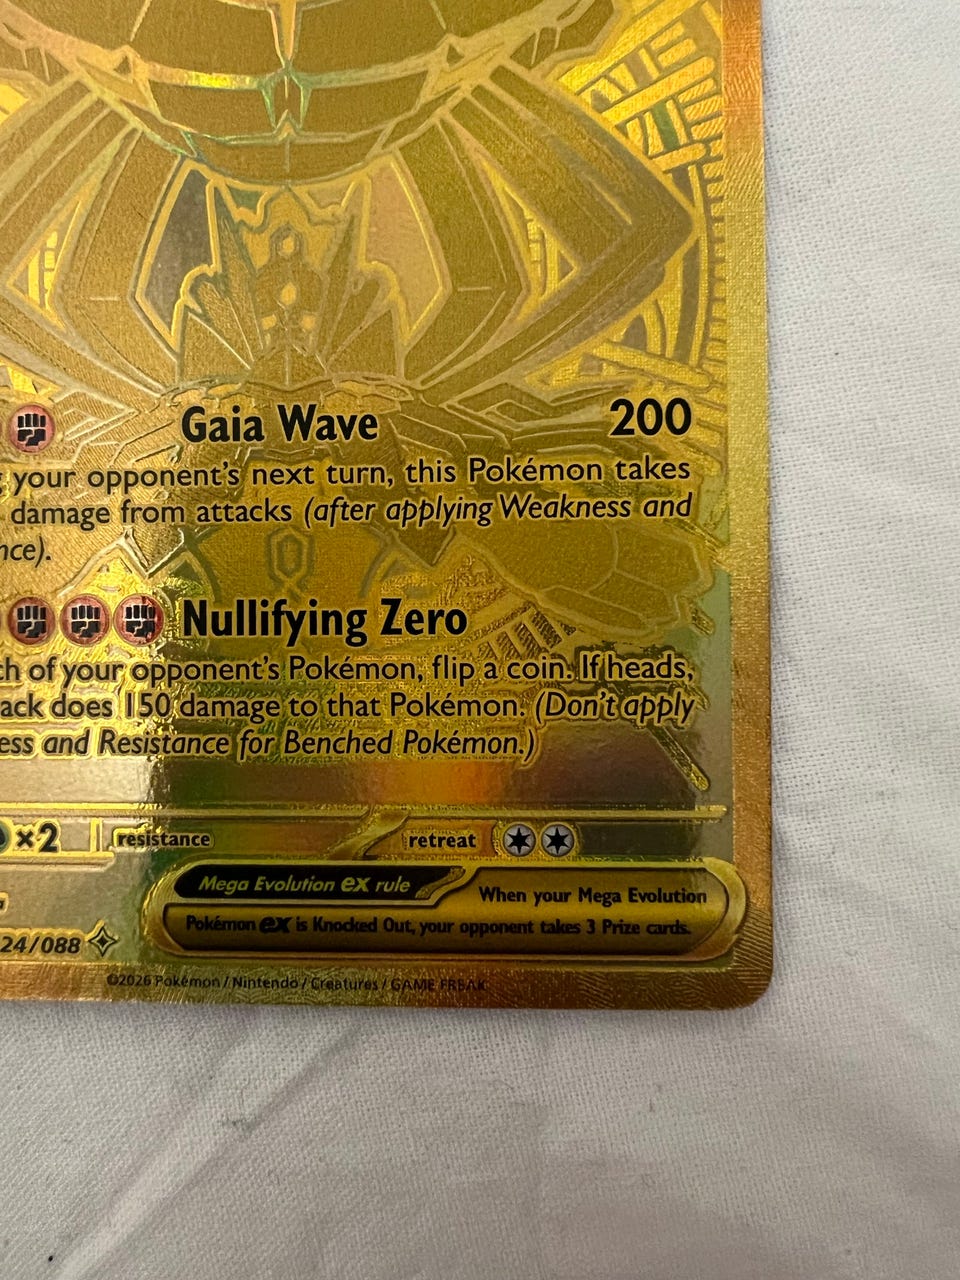 Gaia Wave 200
your opponent's next turn, this Pokémon takes
damage from attacks (after applying Weakness and
nce).
Nullifying Zero
ch of your opponent's Pokémon, flip a coin. If heads,
ack does 150 damage to that Pokémon. (Don't apply
ess and Resistance for Benched Pokémon.)
×2 resistance retreat
Mega Evolution ex rule When your Mega Evolution
Pokémon ex is Knocked Out, your opponent takes 3 Prize cards.
24/088
©2026 Pokémon / Nintendo / Creatures / GAME FREAK